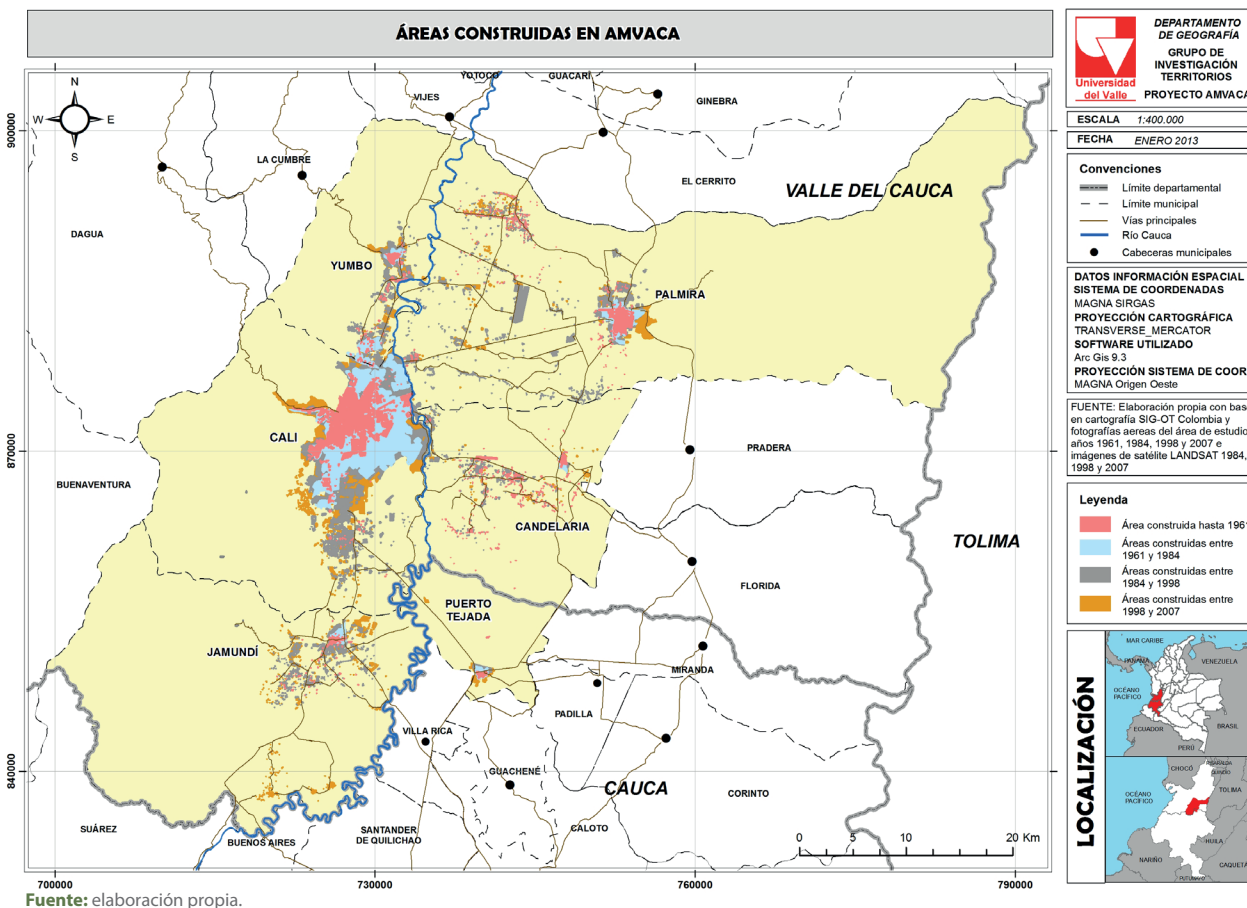 ÁREAS CONSTRUIDAS EN AMVACA
N
W
E
S
YOTOCO
GUACARÍ
VIJES
GINEBRA
LA CUMBRE
EL CERRITO
VALLE DEL CAUCA
DAGUA
YUMBO
PALMIRA
CALI
PRADERA
BUENAVENTURA
CANDELARIA
TOLIMA
FLORIDA
PUERTO
TEJADA
JAMUNDÍ
MIRANDA
PADILLA
VILLA RICA
GUACHENÉ
CAUCA
CORINTO
SUÁREZ
SANTANDER
DE QUILICHAO
CALOTO
BUENOS AIRES
0 5 10 20 Km
900000
870000
840000
700000
730000
760000
790000
Universidad
del Valle
DEPARTAMENTO
DE GEOGRAFÍA
GRUPO DE
INVESTIGACIÓN
TERRITORIOS
PROYECTO AMVACA
ESCALA 1:400.000
FECHA ENERO 2013
Convenciones
Límite departamental
Límite municipal
Vías principales
Río Cauca
Cabeceras municipales
DATOS INFORMACIÓN ESPACIAL
SISTEMA DE COORDENADAS
MAGNA SIRGAS
PROYECCIÓN CARTOGRÁFICA
TRANSVERSE_MERCATOR
SOFTWARE UTILIZADO
Arc Gis 9.3
PROYECCIÓN SISTEMA DE COOR
MAGNA Origen Oeste
FUENTE: Elaboración propia con bas
en cartografía SIG-OT Colombia y
fotografías aereas del área de estudio
años 1961, 1984, 1998 y 2007 e
imágenes de satélite LANDSAT 1984,
1998 y 2007
Leyenda
Área construida hasta 1961
Áreas construidas entre
1961 y 1984
Áreas construidas entre
1984 y 1998
Áreas construidas entre
1998 y 2007
LOCALIZACIÓN
MAR CARIBE
PANAMÁ
VENEZUELA
OCÉANO
PACÍFICO
BRASIL
ECUADOR
PERÚ
CHOCÓ
OCÉANO
PACÍFICO
TOLIMA
HUILA
NARIÑO
CAQUETÁ
PUTUMAYO
Fuente: elaboración propia.